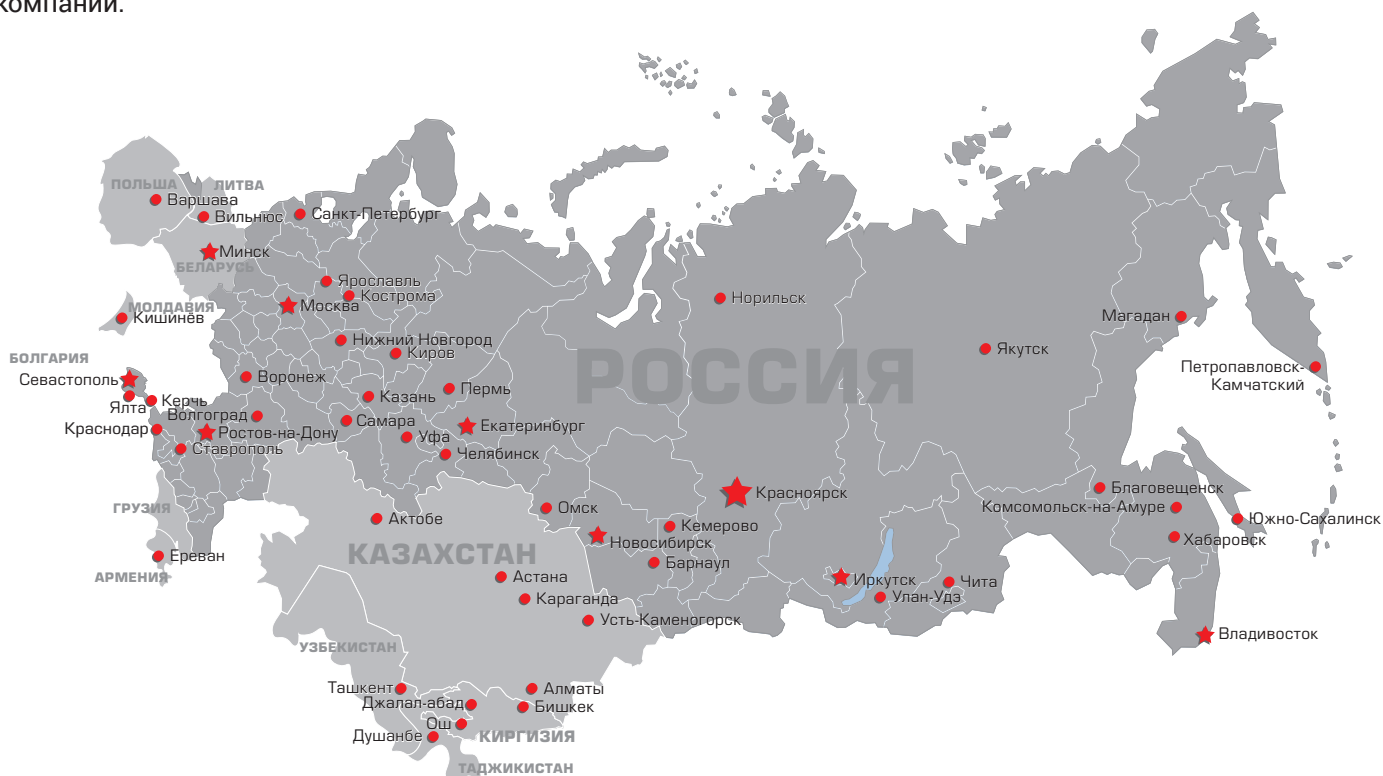 компании.
ПОЛЬША
ЛИТВА
Варшава
Вильнюс
Санкт-Петербург
Минск
БЕЛАРУСЬ
Ярославль
Кострома
МОЛДАВИЯ
Москва
Кишинёв
Норильск
Магадан
Нижний Новгород
Киров
Якутск
БОЛГАРИЯ
РОССИЯ
Петропавловск-
Камчатский
Севастополь
Воронеж
Пермь
Ялта
Керчь
Казань
Волгоград
Самара
Екатеринбург
Краснодар
Ростов-на-Дону
Уфа
Ставрополь
Челябинск
Красноярск
Благовещенск
ГРУЗИЯ
Омск
Комсомольск-на-Амуре
Актобе
Южно-Сахалинск
Кемерово
Новосибирск
Хабаровск
КАЗАХСТАН
Ереван
Барнаул
АРМЕНИЯ
Астана
Иркутск
Чита
Караганда
Улан-Удэ
Усть-Каменогорск
Владивосток
УЗБЕКИСТАН
Ташкент
Алматы
Джалал-абад
Бишкек
Ош
Душанбе
КИРГИЗИЯ
ТАДЖИКИСТАН